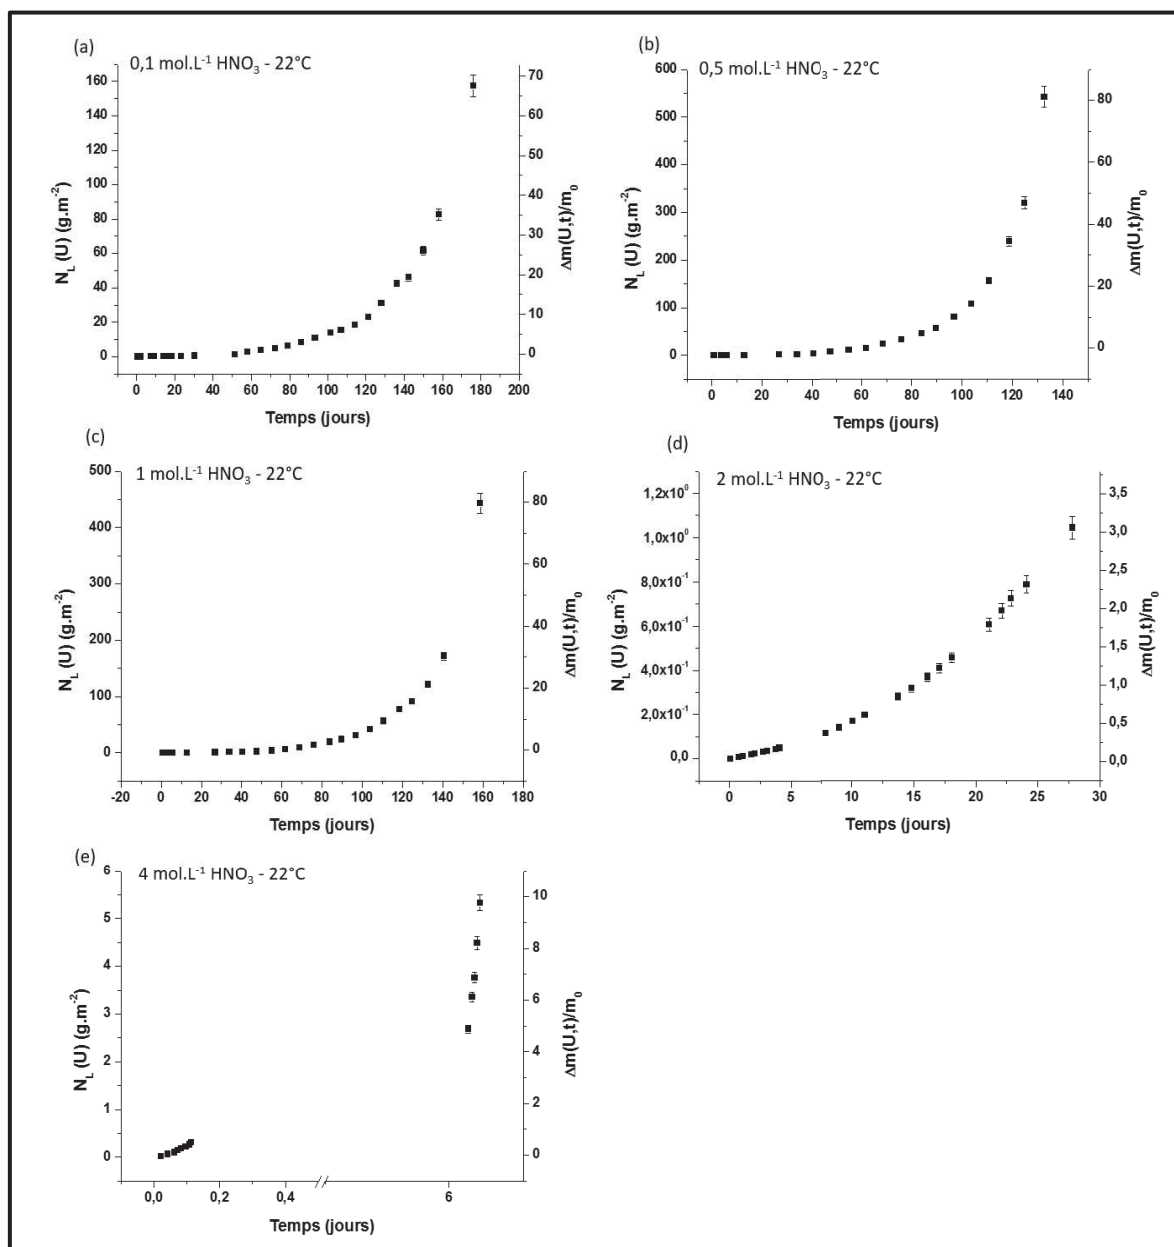 (a)
0,1 mol.L⁻¹ HNO₃ - 22°C
160
140
120
100
80
60
40
20
0
N_L (U) (g.m⁻²)
70
60
50
40
30
20
10
0
Δm(U,t)/m₀
0 20 40 60 80 100 120 140 160 180 200
Temps (jours)
(b)
0,5 mol.L⁻¹ HNO₃ - 22°C
600
500
400
300
200
100
0
N_L (U) (g.m⁻²)
80
60
40
20
0
Δm(U,t)/m₀
0 20 40 60 80 100 120 140
Temps (jours)
(c)
1 mol.L⁻¹ HNO₃ - 22°C
500
450
400
300
200
100
0
N_L (U) (g.m⁻²)
80
60
40
20
0
Δm(U,t)/m₀
-20 0 20 40 60 80 100 120 140 160 180
Temps (jours)
(d)
2 mol.L⁻¹ HNO₃ - 22°C
1,2x10⁰
1,0x10⁰
8,0x10⁻¹
6,0x10⁻¹
4,0x10⁻¹
2,0x10⁻¹
0,0
N_L (U) (g.m⁻²)
3,5
3,0
2,5
2,0
1,5
1,0
0,5
0,0
Δm(U,t)/m₀
0 5 10 15 20 25 30
Temps (jours)
(e)
4 mol.L⁻¹ HNO₃ - 22°C
6
5
4
3
2
1
0
N_L (U) (g.m⁻²)
10
8
6
4
2
0
Δm(U,t)/m₀
0,0 0,2 0,4 6
Temps (jours)